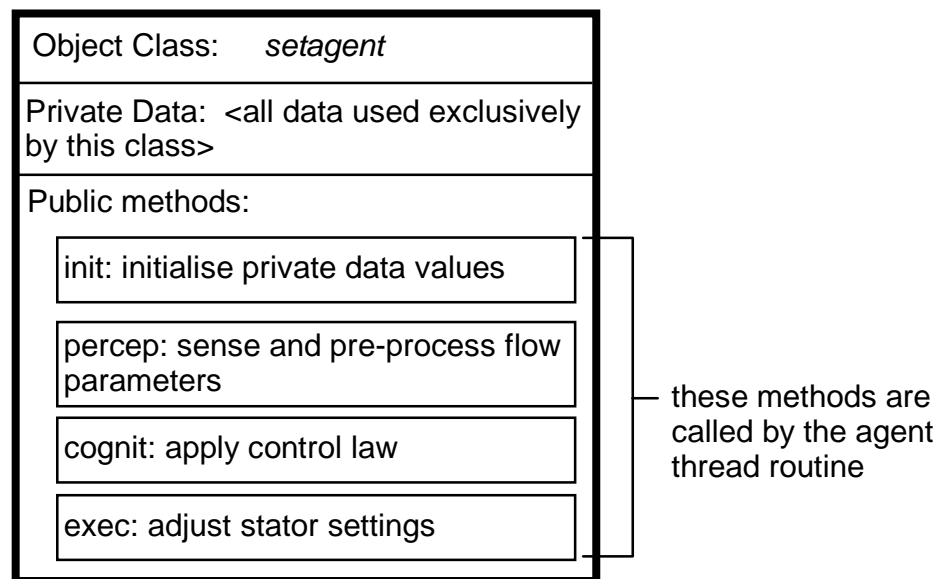 Object Class: setagent
Private Data: <all data used exclusively
by this class>
Public methods:
init: initialise private data values
percep: sense and pre-process flow
parameters
cognit: apply control law
exec: adjust stator settings
these methods are
called by the agent
thread routine